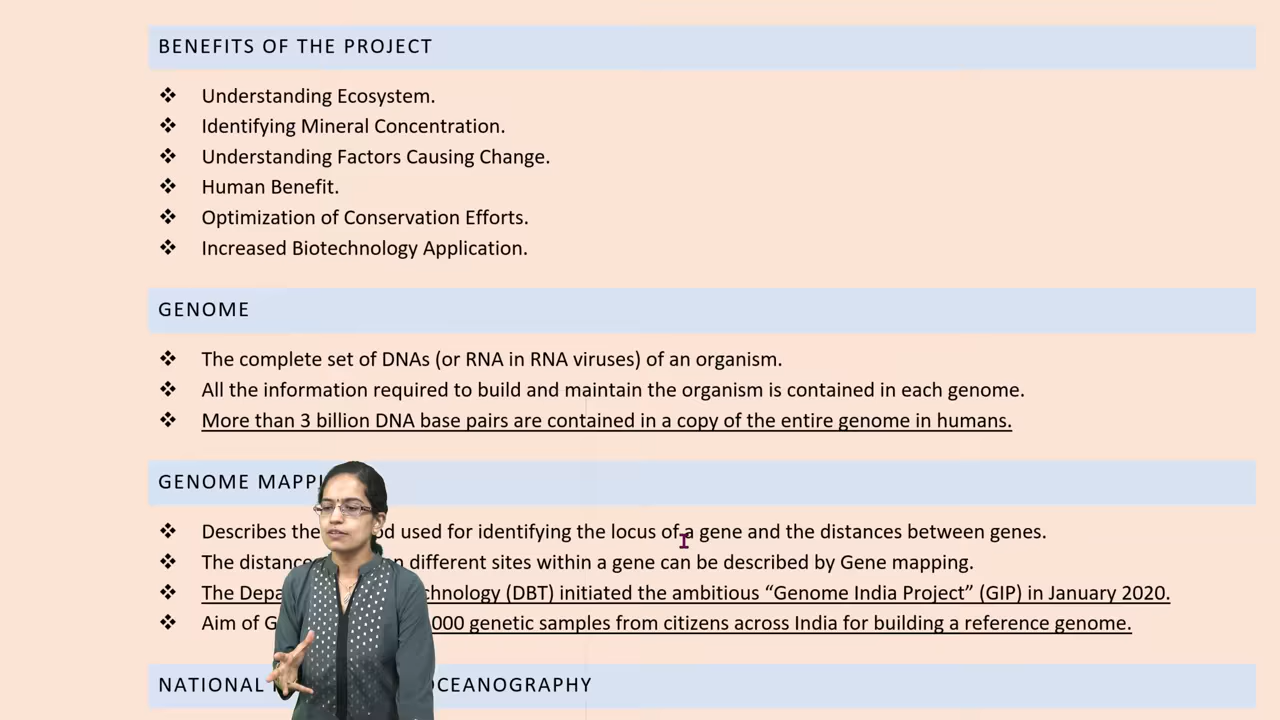 BENEFITS OF THE PROJECT
❖ Understanding Ecosystem.
❖ Identifying Mineral Concentration.
❖ Understanding Factors Causing Change.
❖ Human Benefit.
❖ Optimization of Conservation Efforts.
❖ Increased Biotechnology Application.
GENOME
❖ The complete set of DNAs (or RNA in RNA viruses) of an organism.
❖ All the information required to build and maintain the organism is contained in each genome.
❖ More than 3 billion DNA base pairs are contained in a copy of the entire genome in humans.
GENOME
❖ Describes the used for identifying the locus of a gene and the distances between genes.
❖ The different sites within a gene can be described by Gene mapping.
❖ The (DBT) initiated the ambitious “Genome India Project” (GIP) in January 2020.
❖ Aim of genetic samples from citizens across India for building a reference genome.
NATIONAL OCEANOGRAPHY